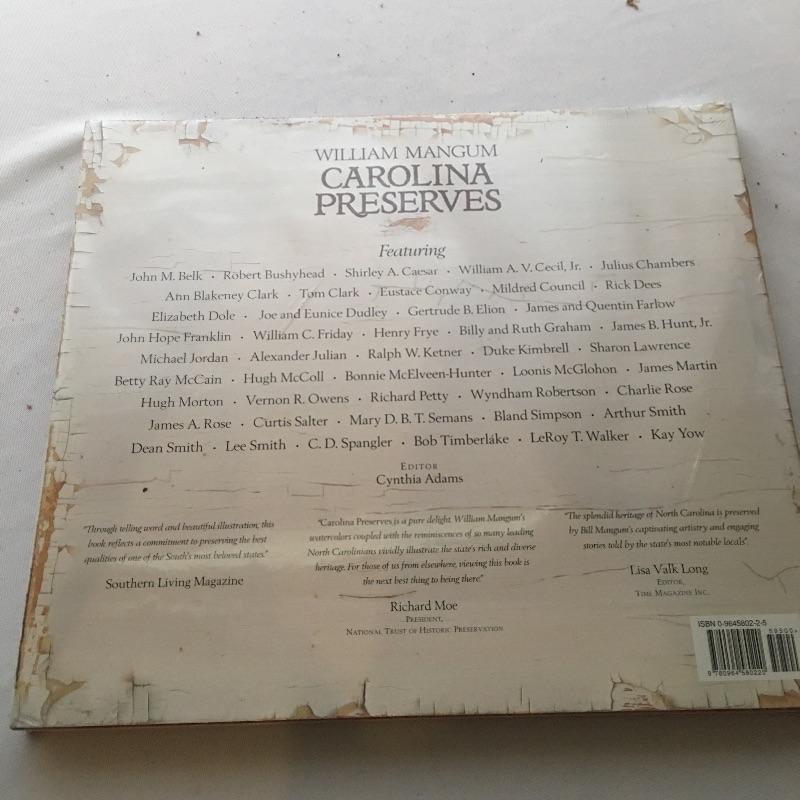 WILLIAM MANGUM
CAROLINA
PRESERVES
Featuring
John M. Belk · Robert Bushyhead · Shirley A. Caesar · William A. V. Cecil, Jr. · Julius Chambers
Ann Blakeney Clark · Tom Clark · Eustace Conway · Mildred Council · Rick Dees
Elizabeth Dole · Joe and Eunice Dudley · Gertrude B. Elion · James and Quentin Farlow
John Hope Franklin · William C. Friday · Henry Frye · Billy and Ruth Graham · James B. Hunt, Jr.
Michael Jordan · Alexander Julian · Ralph W. Ketner · Duke Kimbrell · Sharon Lawrence
Betty Ray McCain · Hugh McColl · Bonnie McElveen-Hunter · Loonis McGlohon · James Martin
Hugh Morton · Vernon R. Owens · Richard Petty · Wyndham Robertson · Charlie Rose
James A. Rose · Curtis Salter · Mary D. B. T. Semans · Bland Simpson · Arthur Smith
Dean Smith · Lee Smith · C. D. Spangler · Bob Timberlake · LeRoy T. Walker · Kay Yow
EDITOR
Cynthia Adams
"Through telling word and beautiful illustration, this
book reflects a commitment to preserving the best
qualities of one of the South's most beloved states."
Southern Living Magazine
"Carolina Preserves is a pure delight. William Mangum's
watercolors coupled with the reminiscences of so many leading
North Carolinians vividly illustrate the state's rich and diverse
heritage. For those of us from elsewhere, viewing this book is
the next best thing to being there."
Richard Moe
PRESIDENT,
NATIONAL TRUST OF HISTORIC PRESERVATION
"The splendid heritage of North Carolina is preserved
by Bill Mangum's captivating artistry and engaging
stories told by the state's most notable locals".
Lisa Valk Long
EDITOR,
TIME MAGAZINE INC.
ISBN 0-9645802-2-5
9 780964 580220